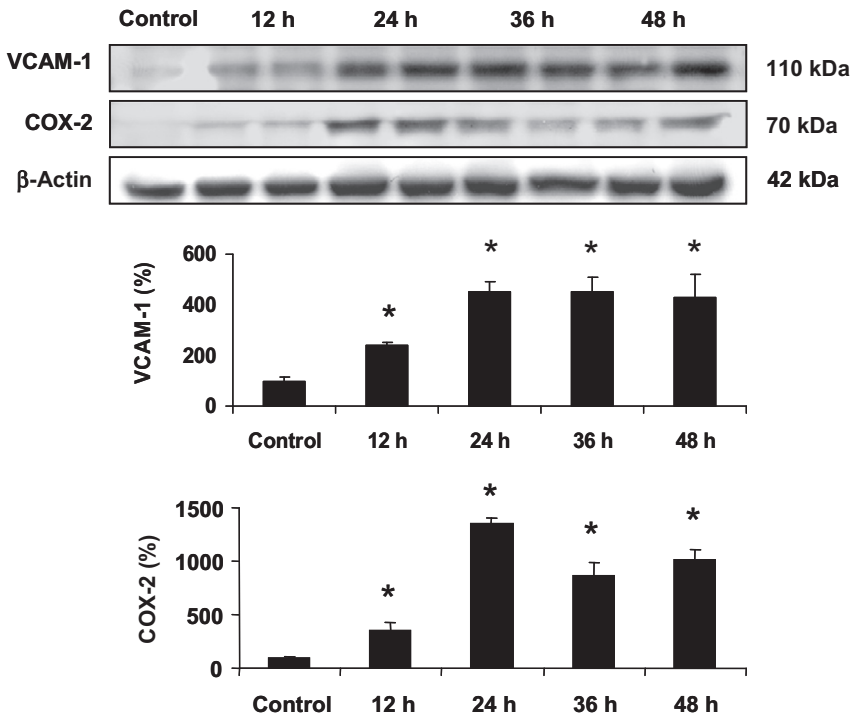 Control 12 h 24 h 36 h 48 h
VCAM-1 110 kDa
COX-2 70 kDa
β-Actin 42 kDa
VCAM-1 (%)
600
400
200
0
* * * *
Control 12 h 24 h 36 h 48 h
COX-2 (%)
1500
1000
500
0
* * * *
Control 12 h 24 h 36 h 48 h